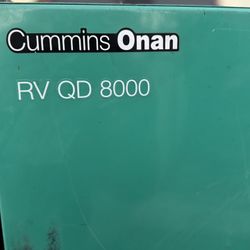 Cummins Onan
RV QD 8000